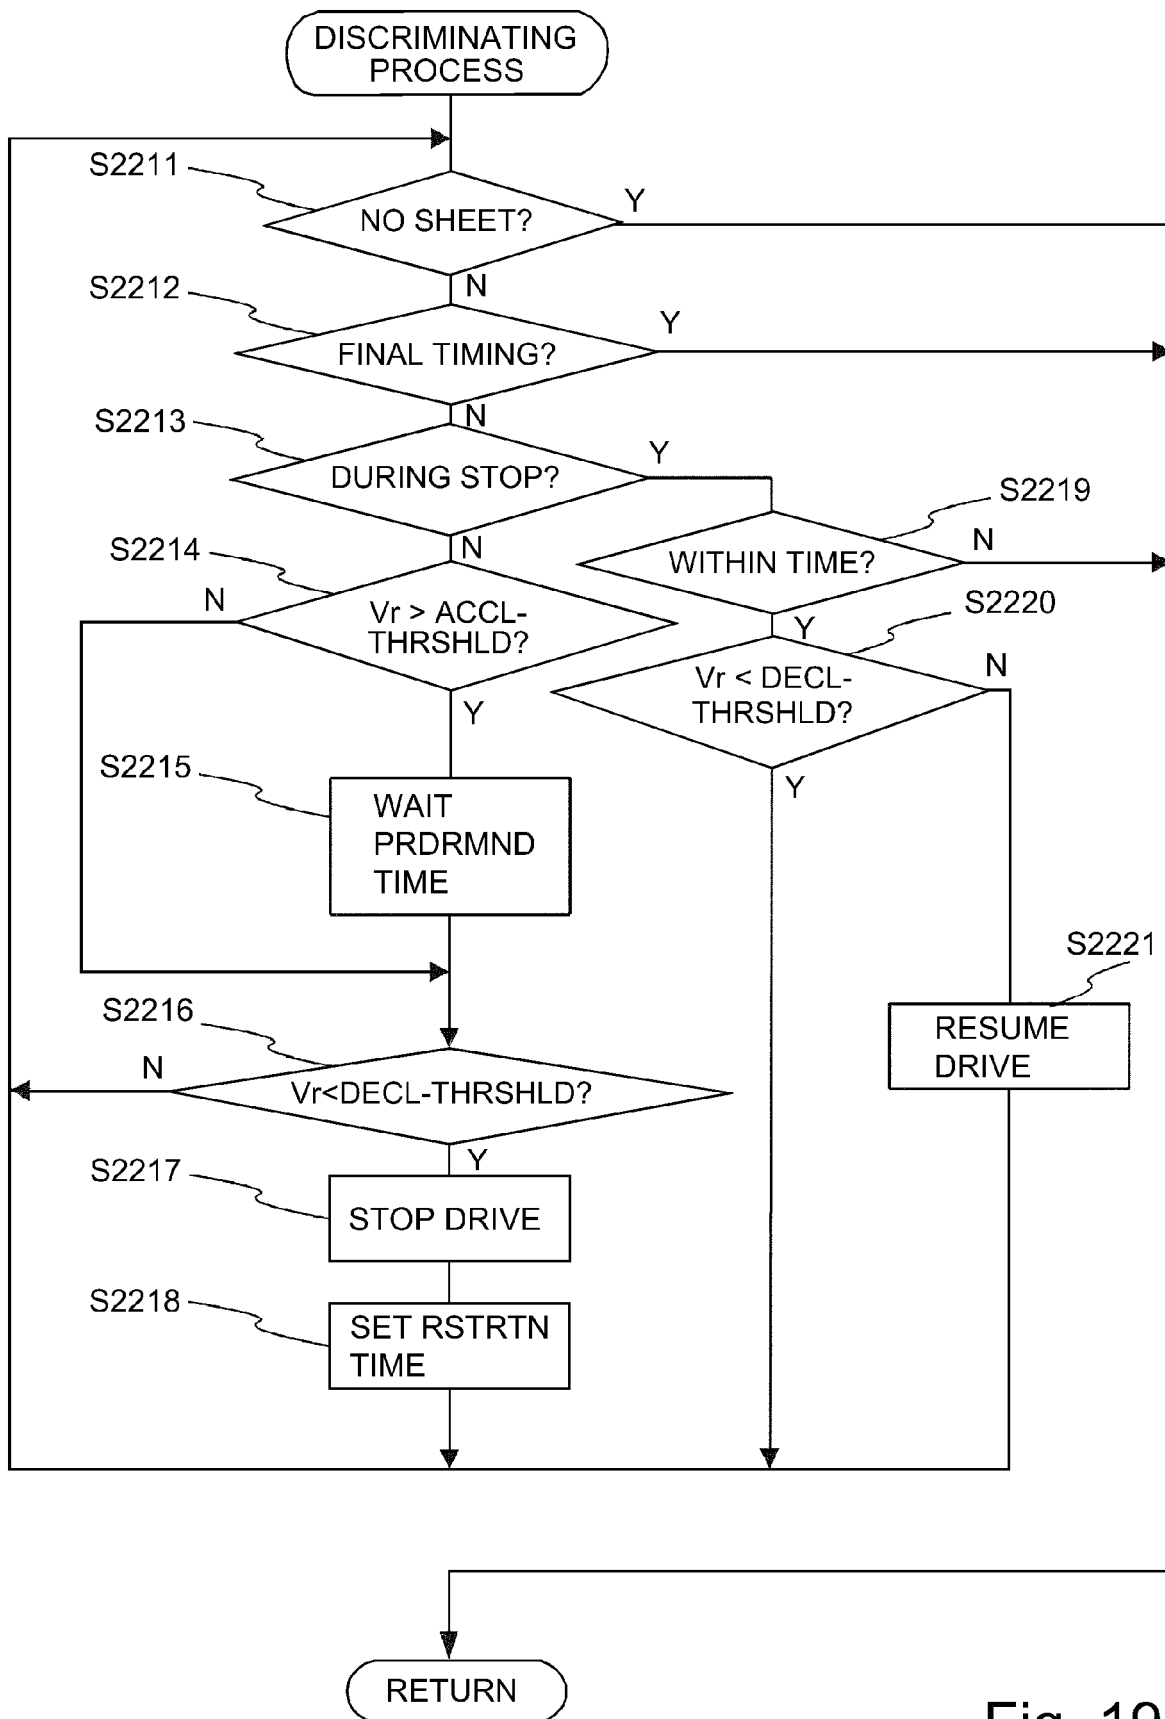 DISCRIMINATING
PROCESS
S2211
NO SHEET?
Y
N
S2212
FINAL TIMING?
Y
N
S2213
DURING STOP?
Y
N
S2219
WITHIN TIME?
N
Y
S2214
Vr > ACCL-
THRSHLD?
N
Y
S2220
Vr < DECL-
THRSHLD?
N
Y
S2215
WAIT
PRDRMND
TIME
S2221
RESUME
DRIVE
S2216
Vr<DECL-THRSHLD?
N
Y
S2217
STOP DRIVE
S2218
SET RSTRTN
TIME
RETURN
Fig. 19